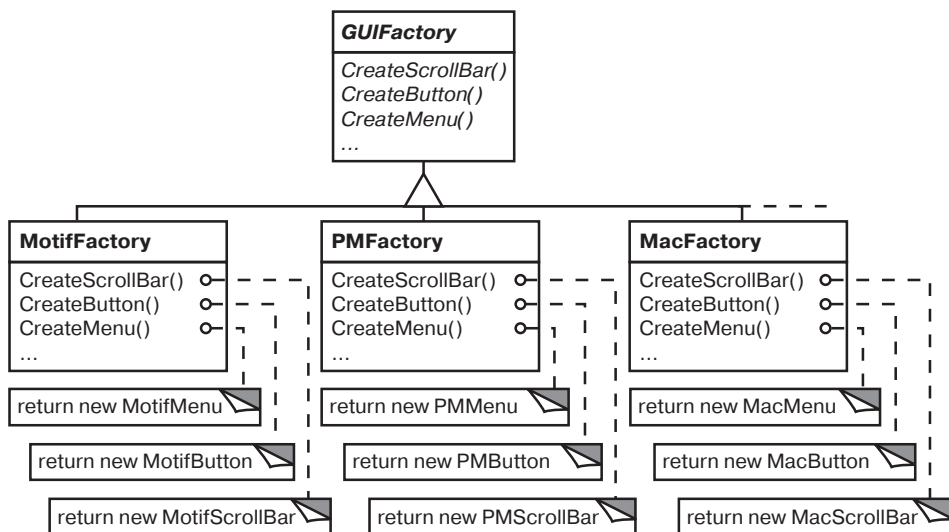 GUIFactory
CreateScrollBar()
CreateButton()
CreateMenu()
...
MotifFactory
CreateScrollBar()
CreateButton()
CreateMenu()
...
return new MotifMenu
return new MotifButton
return new MotifScrollBar
PMFactory
CreateScrollBar()
CreateButton()
CreateMenu()
...
return new PMMenu
return new PMButton
return new PMScrollBar
MacFactory
CreateScrollBar()
CreateButton()
CreateMenu()
...
return new MacMenu
return new MacButton
return new MacScrollBar